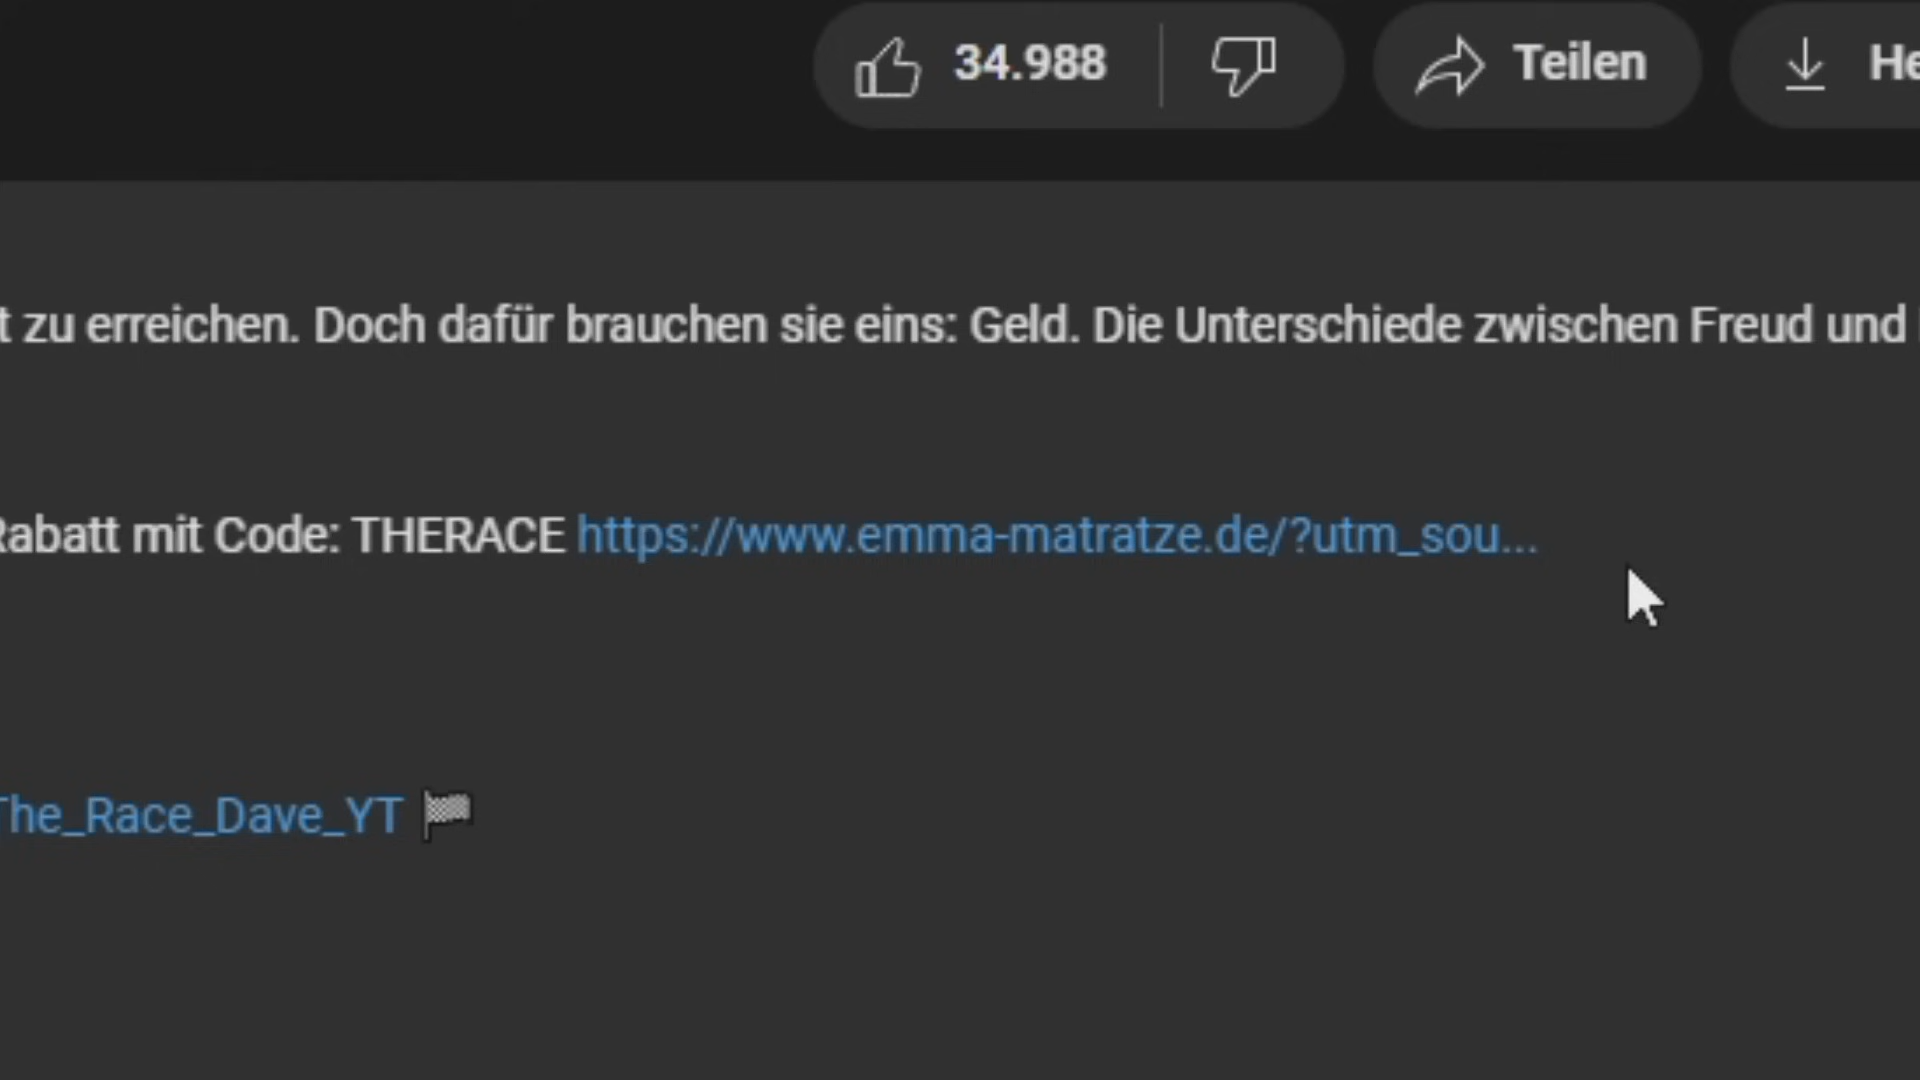 34.988
Teilen
t zu erreichen. Doch dafür brauchen sie eins: Geld. Die Unterschiede zwischen Freud und
Rabatt mit Code: THERACE https://www.emma-matratze.de/?utm_sou...
The_Race_Dave_YT